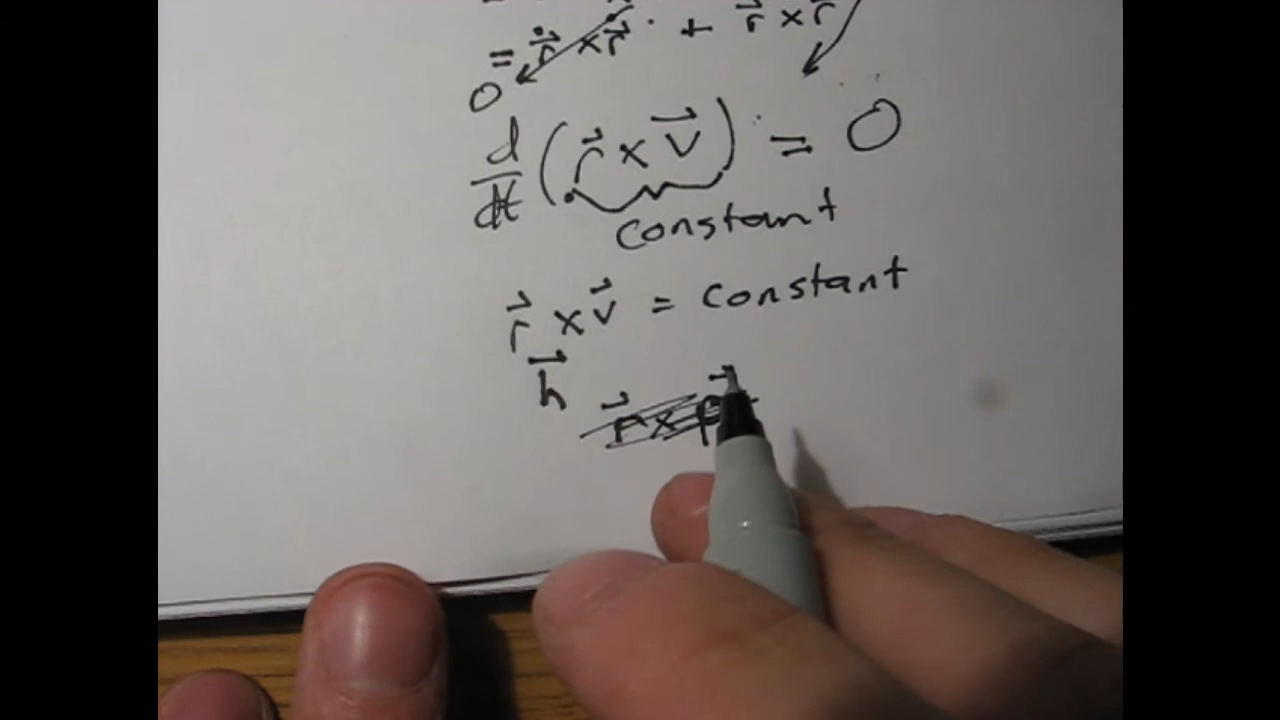 = ṙ⃗ × ṙ⃗ + r⃗ × r̈⃗
0
d/dt (r⃗ × v⃗) = 0
constant
r⃗ × v⃗ = constant
h⃗
r⃗ × p⃗